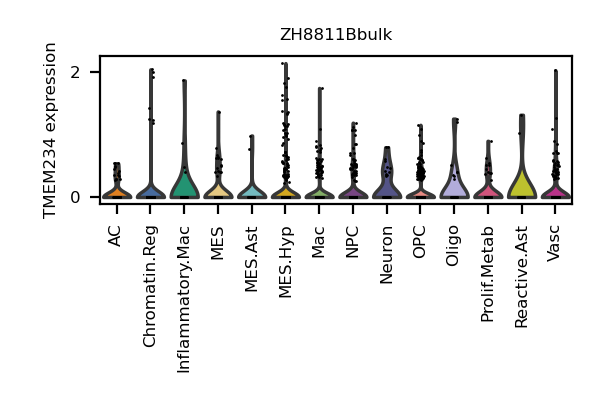 ZH8811Bbulk
TMEM234 expression
2
0
AC
Chromatin.Reg
Inflammatory.Mac
MES
MES.Ast
MES.Hyp
Mac
NPC
Neuron
OPC
Oligo
Prolif.Metab
Reactive.Ast
Vasc